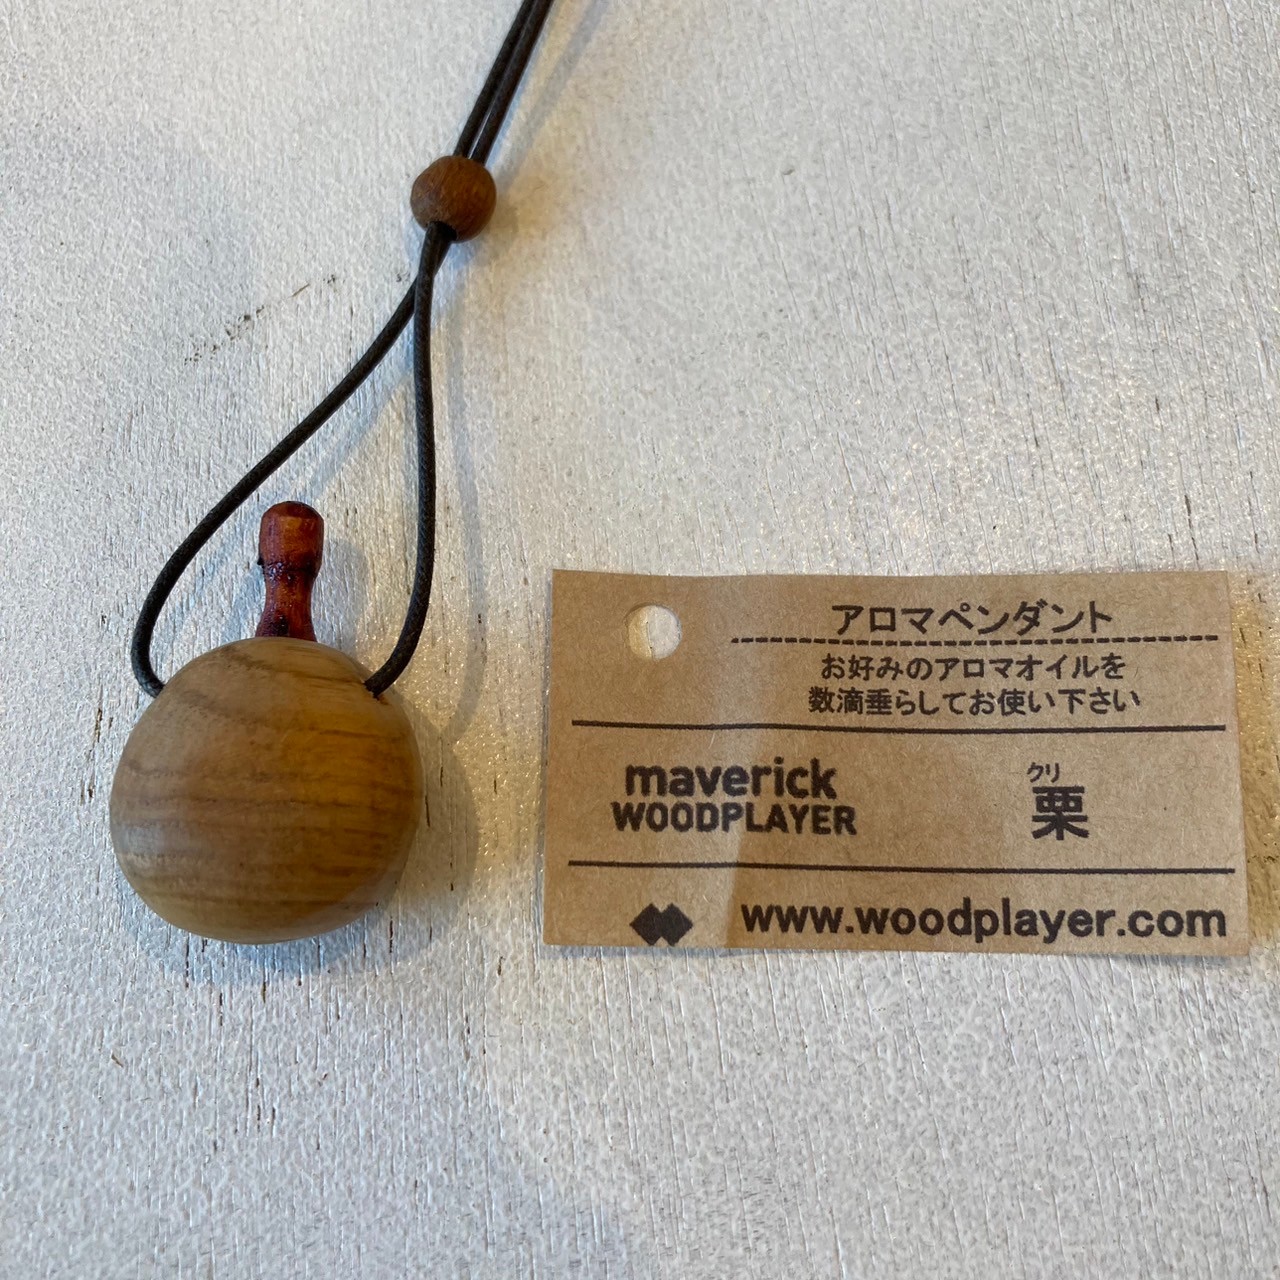 アロマペンダント
お好みのアロマオイルを
数滴垂らしてお使い下さい
maverick
WOODPLAYER
クリ
栗
www.woodplayer.com